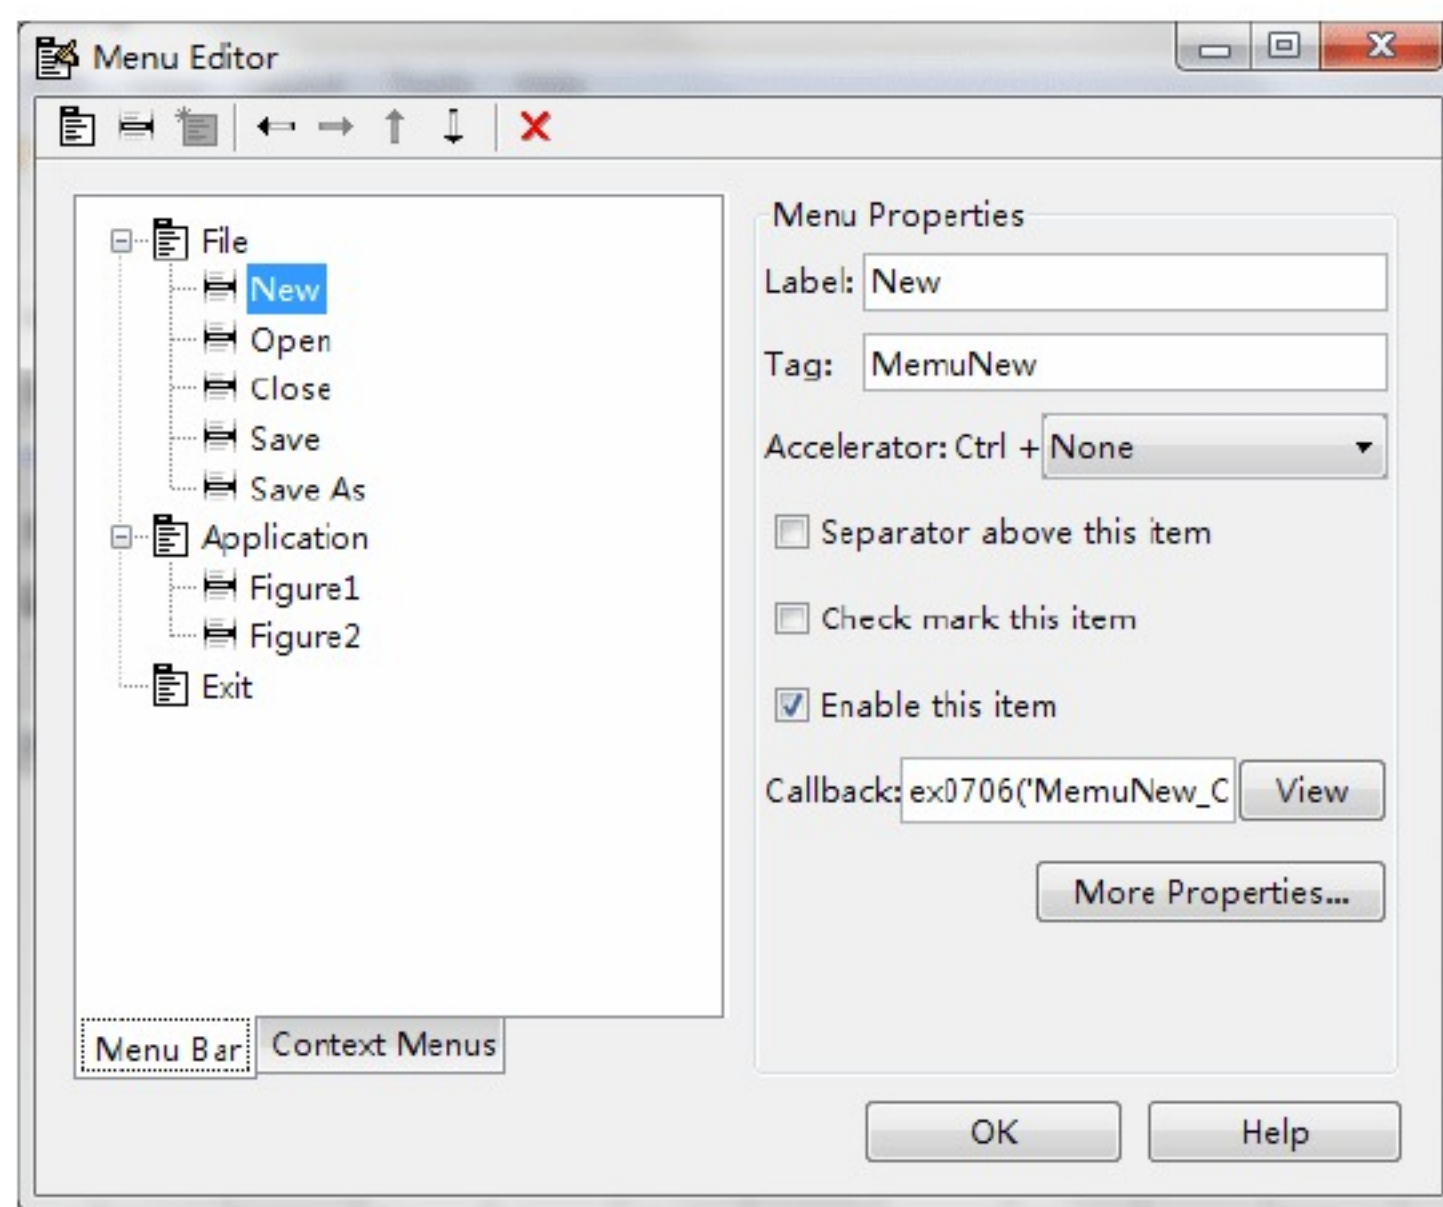 Menu Editor
File
New
Open
Close
Save
Save As
Application
Figure1
Figure2
Exit
Menu Bar
Context Menus
Menu Properties
Label: New
Tag: MemuNew
Accelerator: Ctrl + None
Separator above this item
Check mark this item
Enable this item
Callback: ex0706('MemuNew_C View
More Properties...
OK Help